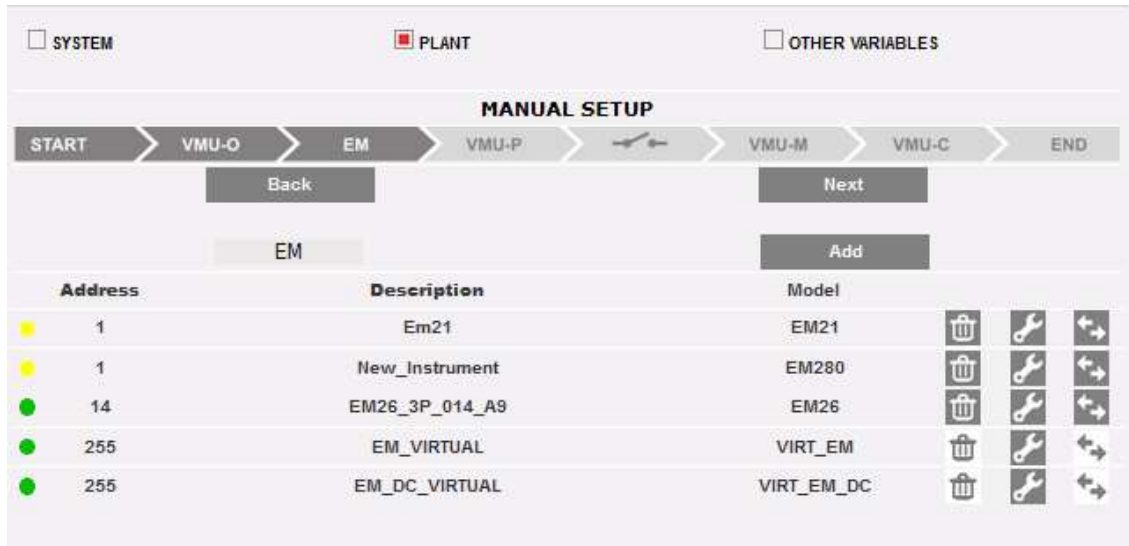 SYSTEM PLANT OTHER VARIABLES
MANUAL SETUP
START VMU-O EM VMU-P VMU-M VMU-C END
Back Next
EM Add
Address Description Model
1 Em21 EM21
1 New_Instrument EM280
14 EM26_3P_014_A9 EM26
255 EM_VIRTUAL VIRT_EM
255 EM_DC_VIRTUAL VIRT_EM_DC